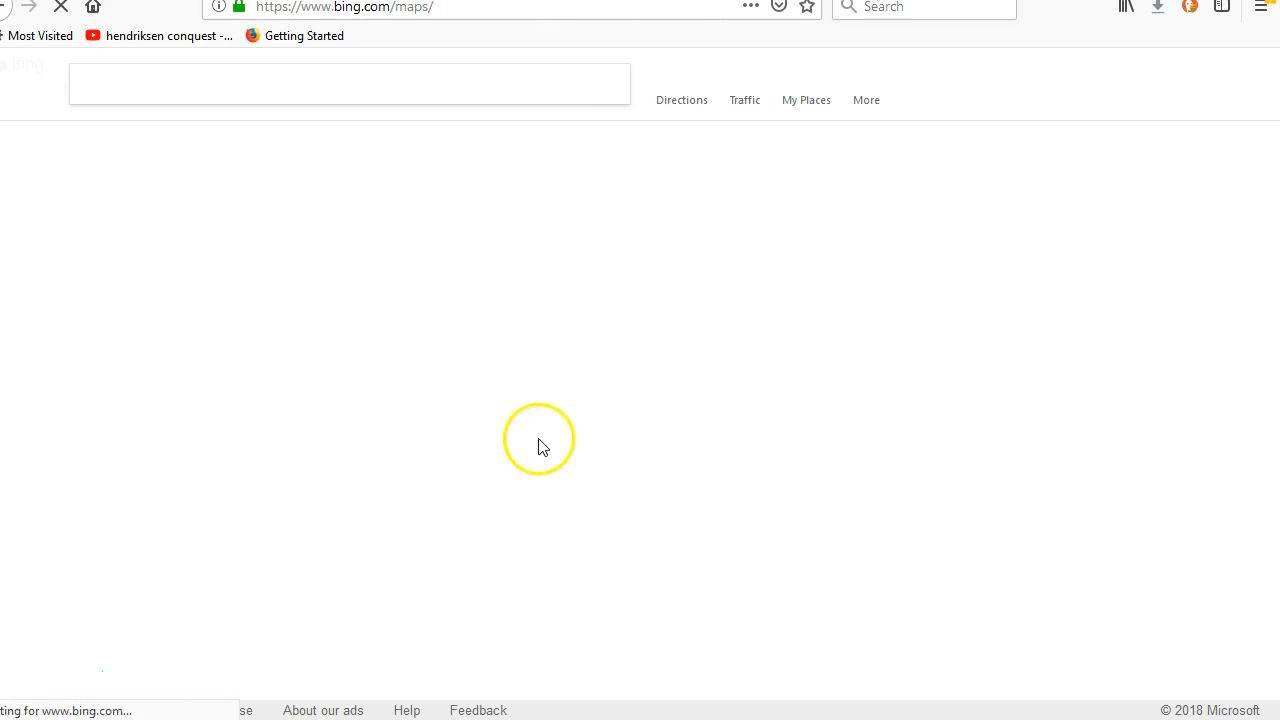 https://www.bing.com/maps/
Search
Most Visited
hendriksen conquest -...
Getting Started
Bing
Directions
Traffic
My Places
More
ting for www.bing.com...
se
About our ads
Help
Feedback
© 2018 Microsoft